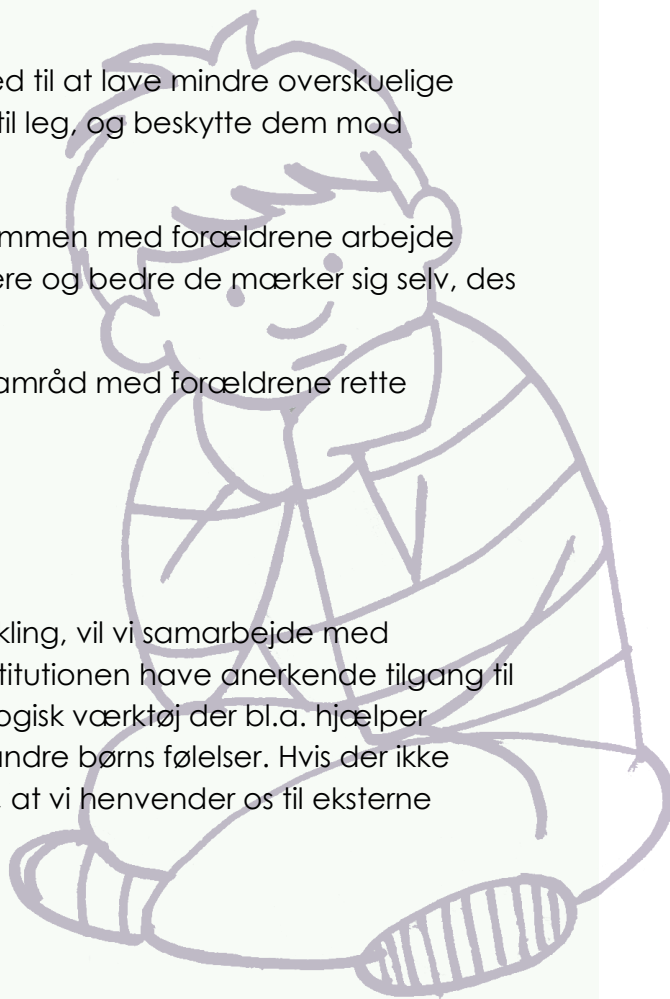 ed til at lave mindre overskuelige
til leg, og beskytte dem mod
mmen med forældrene arbejde
ere og bedre de mærker sig selv, des
amråd med forældrene rette
kling, vil vi samarbejde med
titutionen have anerkende tilgang til
ogisk værktøj der bl.a. hjælper
andre børns følelser. Hvis der ikke
at vi henvender os til eksterne